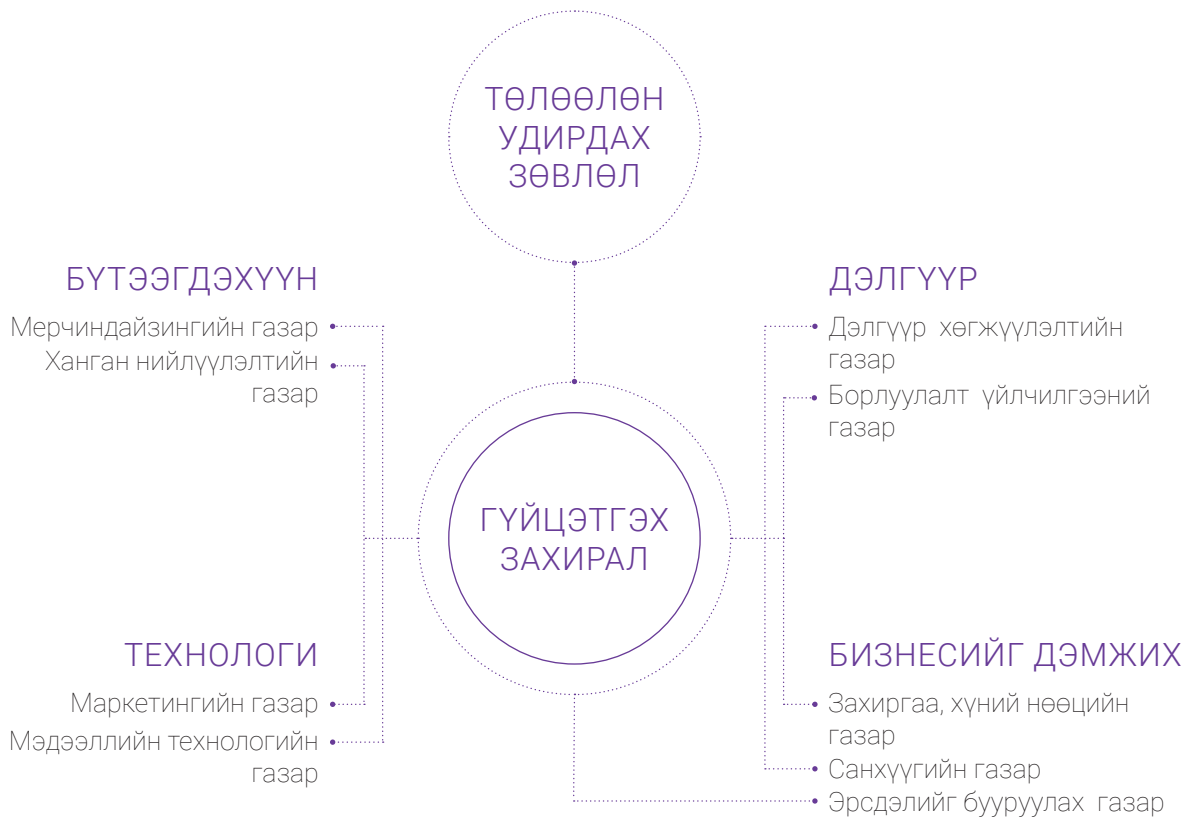 ТӨЛӨӨЛӨН
УДИРДАХ
ЗӨВЛӨЛ
БҮТЭЭГДЭХҮҮН
Мерчиндайзингийн газар
Ханган нийлүүлэлтийн
газар
ДЭЛГҮҮР
Дэлгүүр хөгжүүлэлтийн
газар
Борлуулалт үйлчилгээний
газар
ГҮЙЦЭТГЭХ
ЗАХИРАЛ
ТЕХНОЛОГИ
Маркетингийн газар
Мэдээллийн технологийн
газар
БИЗНЕСИЙГ ДЭМЖИХ
Захиргаа, хүний нөөцийн
газар
Санхүүгийн газар
Эрсдэлийг бууруулах газар